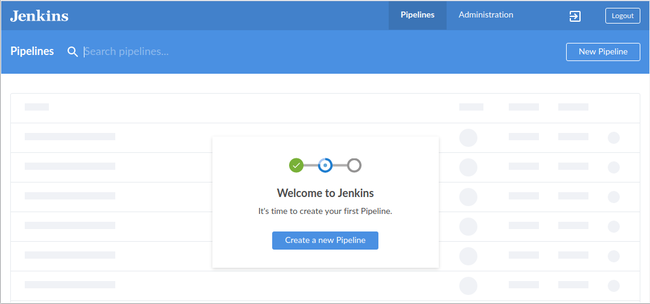 Jenkins
Pipelines
Administration
Logout
Pipelines
Search pipelines...
New Pipeline
Welcome to Jenkins
It's time to create your first Pipeline.
Create a new Pipeline